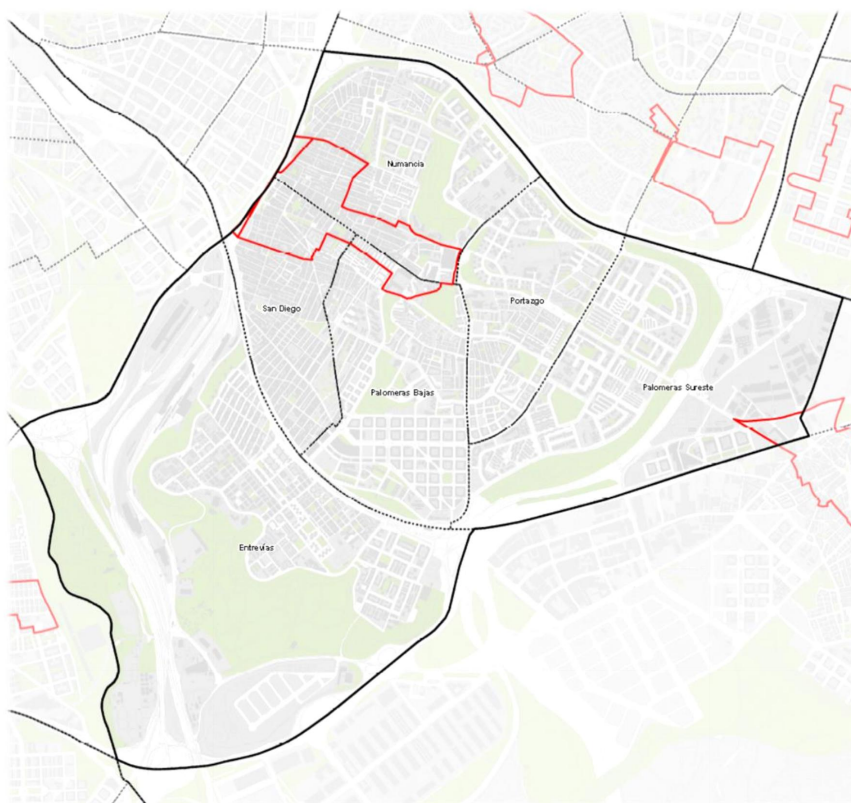 Numancia
San Diego
Portazgo
Palomeras Bajas
Palomeras Sureste
Entrevías